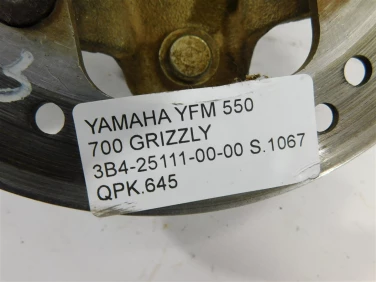 YAMAHA YFM 550
700 GRIZZLY
3B4-25111-00-00 S.1067
QPK.645